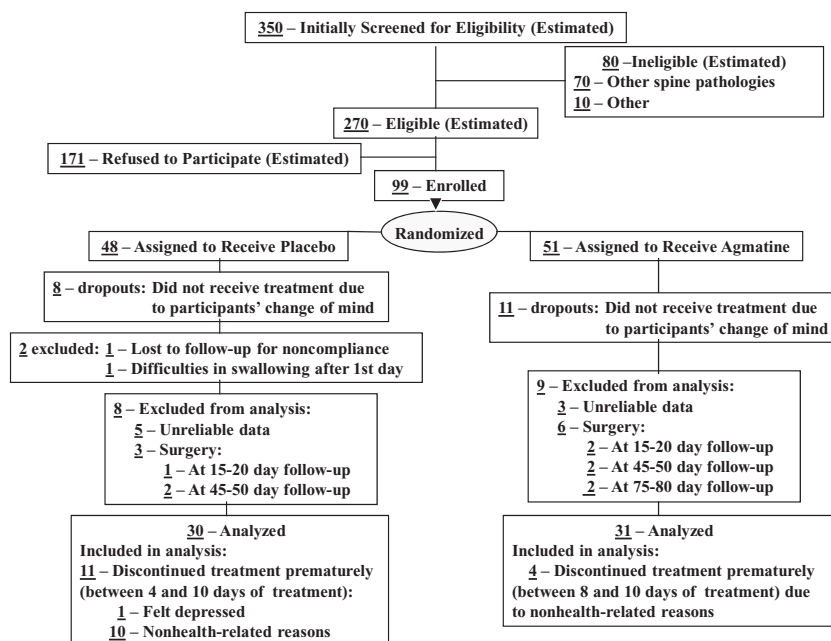 350 – Initially Screened for Eligibility (Estimated)
80 –Ineligible (Estimated)
70 – Other spine pathologies
10 – Other
270 – Eligible (Estimated)
171 – Refused to Participate (Estimated)
99 – Enrolled
Randomized
48 – Assigned to Receive Placebo
51 – Assigned to Receive Agmatine
8 – dropouts: Did not receive treatment due
to participants’ change of mind
11 – dropouts: Did not receive treatment due
to participants’ change of mind
2 excluded: 1 – Lost to follow-up for noncompliance
1 – Difficulties in swallowing after 1st day
8 – Excluded from analysis:
5 – Unreliable data
3 – Surgery:
1 – At 15-20 day follow-up
2 – At 45-50 day follow-up
9 – Excluded from analysis:
3 – Unreliable data
6 – Surgery:
2 – At 15-20 day follow-up
2 – At 45-50 day follow-up
2 – At 75-80 day follow-up
30 – Analyzed
Included in analysis:
11 – Discontinued treatment prematurely
(between 4 and 10 days of treatment):
1 – Felt depressed
10 – Nonhealth-related reasons
31 – Analyzed
Included in analysis:
4 – Discontinued treatment prematurely
(between 8 and 10 days of treatment) due
to nonhealth-related reasons